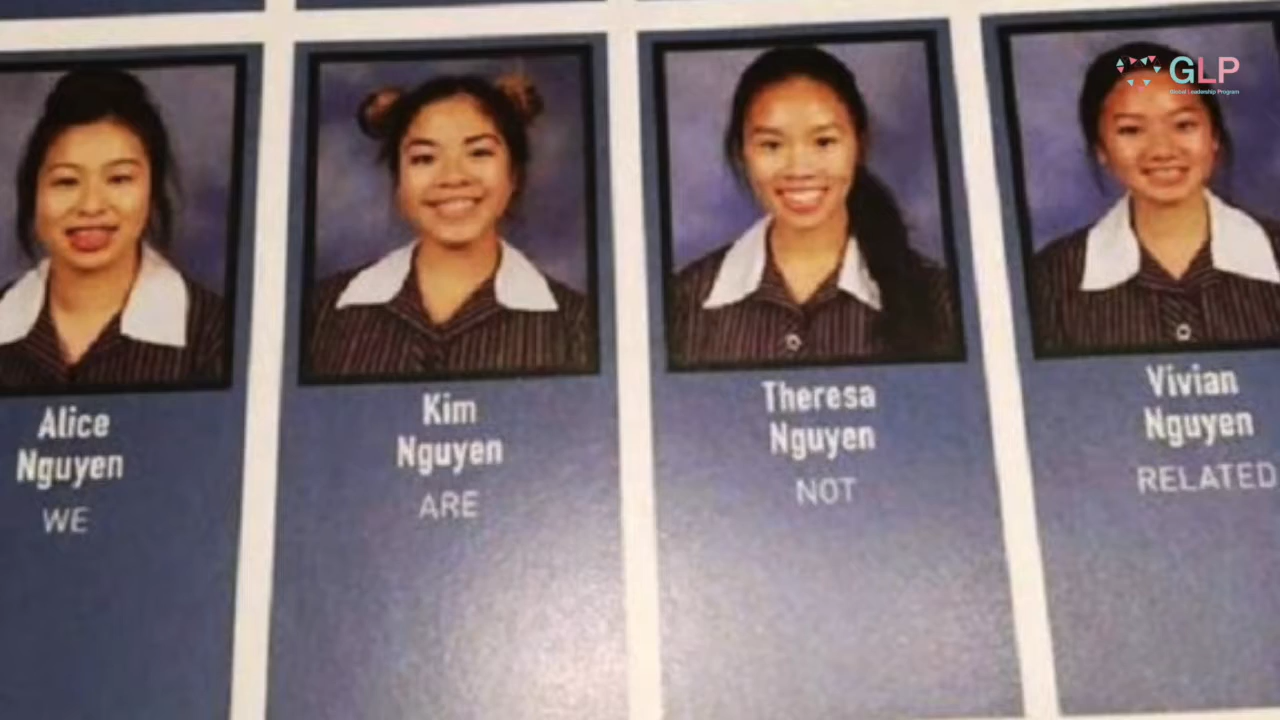 GLP
Global Leadership Program
Alice
Nguyen
WE
Kim
Nguyen
ARE
Theresa
Nguyen
NOT
Vivian
Nguyen
RELATED